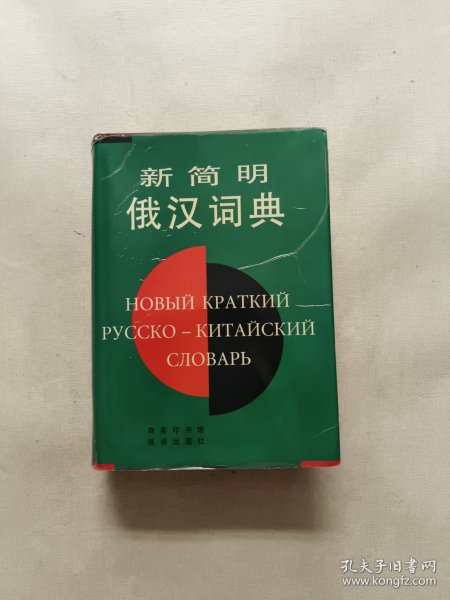 新简明
俄汉词典
НОВЫЙ КРАТКИЙ
РУССКО – КИТАЙСКИЙ
СЛОВАРЬ
商务印书馆
俄语出版社
孔夫子旧书网
www.kongfz.com